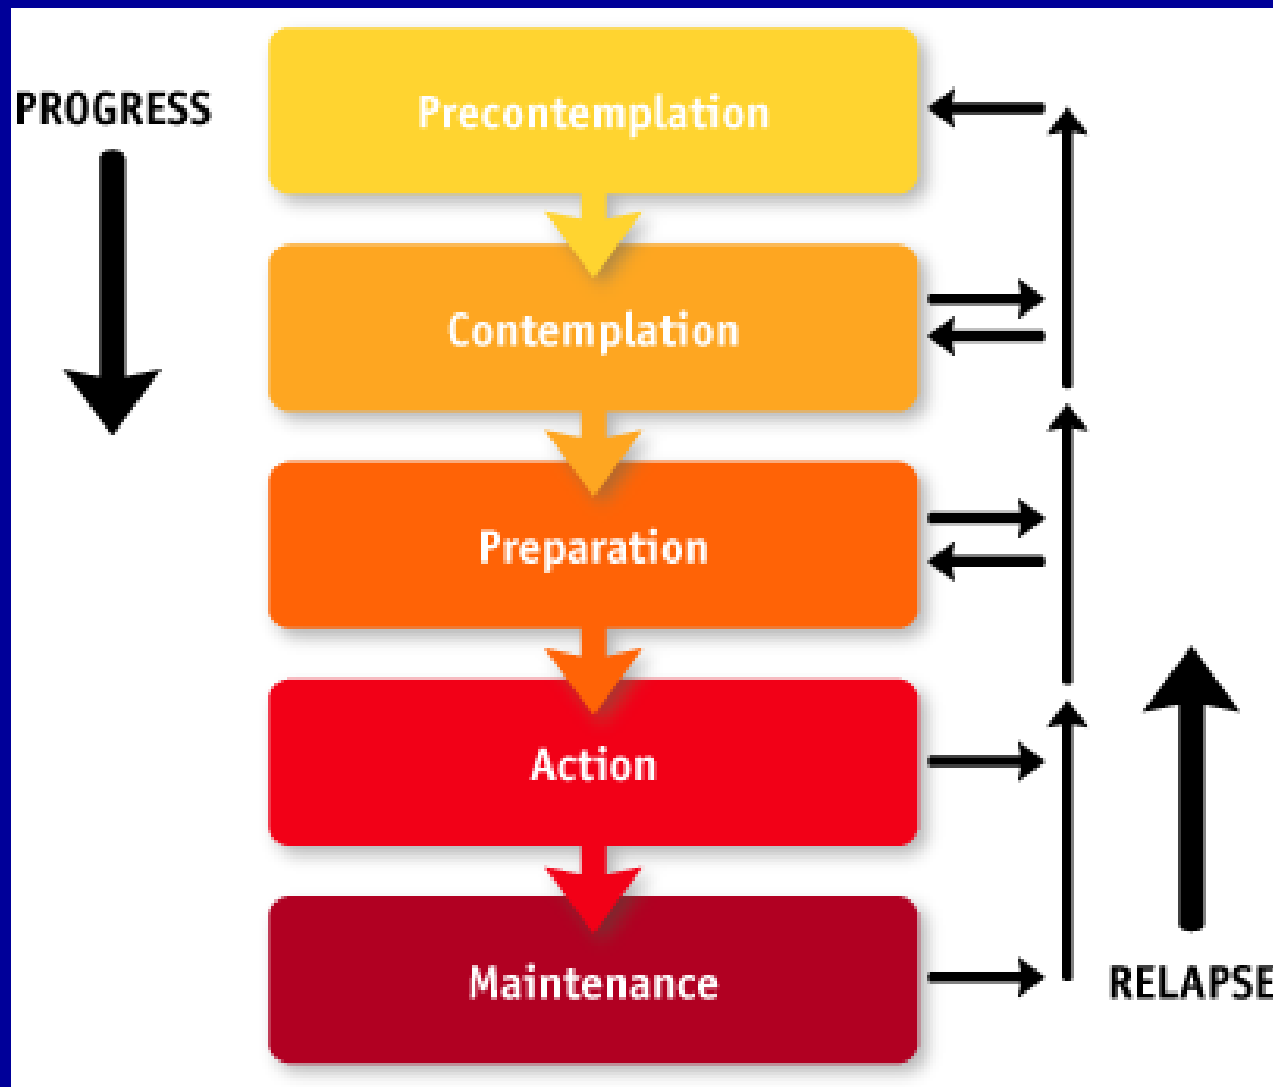 PROGRESS
Precontemplation
Contemplation
Preparation
Action
Maintenance
RELAPSE